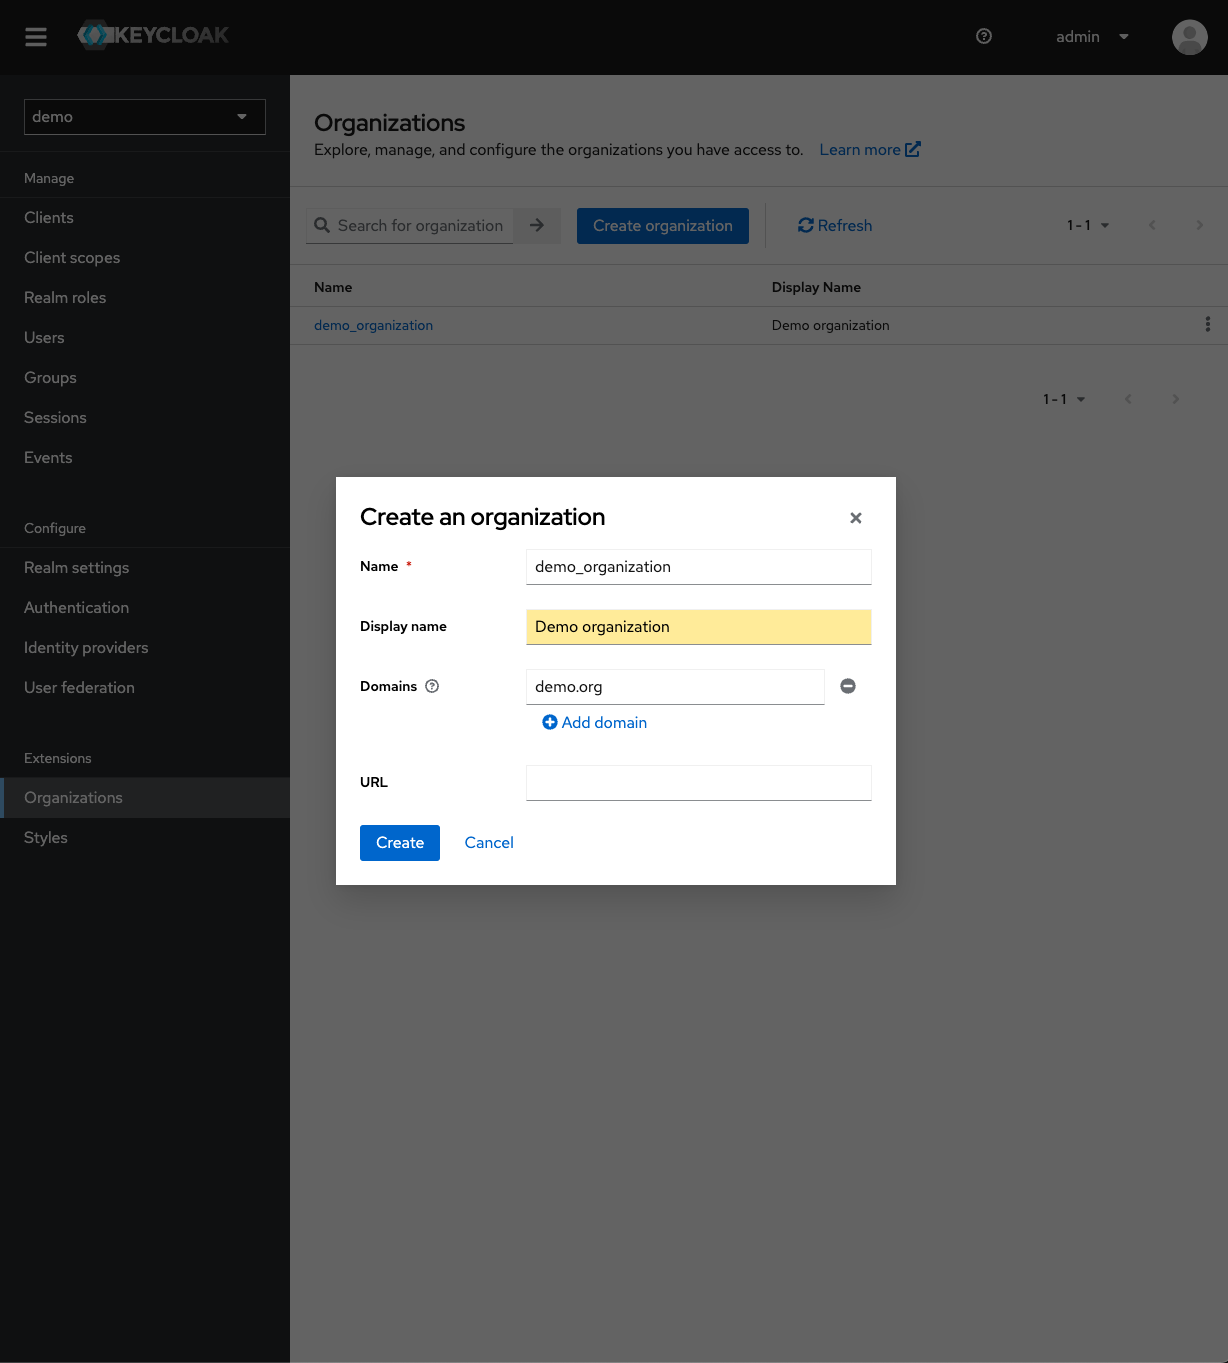 KEYCLOAK
admin
demo
Manage
Clients
Client scopes
Realm roles
Users
Groups
Sessions
Events
Configure
Realm settings
Authentication
Identity providers
User federation
Extensions
Organizations
Styles
Organizations
Explore, manage, and configure the organizations you have access to. Learn more
Search for organization Create organization Refresh 1 - 1
Name Display Name
demo_organization Demo organization
1 - 1
Create an organization
Name * demo_organization
Display name Demo organization
Domains demo.org
Add domain
URL
Create Cancel